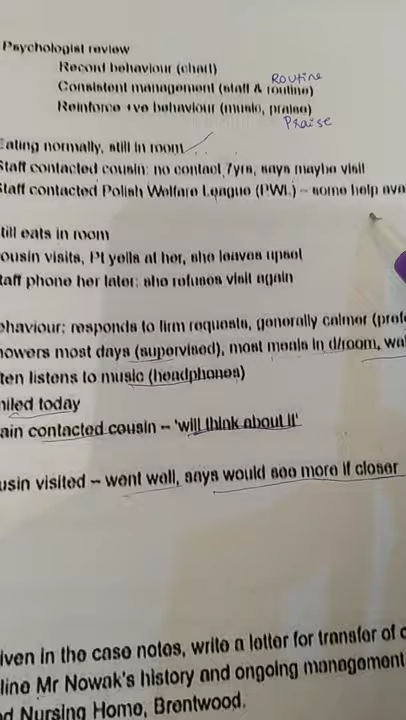 Psychologist review
Record behaviour (chart)
Routine
Consistent management (staff & routine)
Reinforce +ve behaviour (music, praise)
Praise
Eating normally, still in room
Staff contacted cousin: no contact 7yrs, says maybe visit
Staff contacted Polish Welfare League (PWL) – some help ava
till eats in room
ousin visits, Pt yells at her, she leaves upset
taff phone her later: she refuses visit again
ehaviour: responds to firm requests, generally calmer (pref
howers most days (supervised), most meals in d/room, wa
ten listens to music (headphones)
miled today
ain contacted cousin – 'will think about it'
usin visited – went well, says would see more if closer
iven in the case notes, write a letter for transfer of c
line Mr Nowak's history and ongoing management
d Nursing Home, Brentwood.